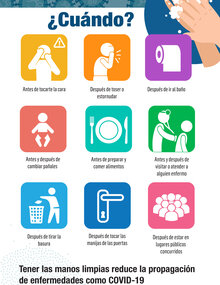 ¿Cuándo?
Antes de tocarte la cara
Después de toser o
estornudar
Después de ir al baño
Antes y después de
cambiar pañales
Antes de preparar y
comer alimentos
Antes y después de
visitar o atender a
alguien enfermo
Después de tirar la
basura
Después de tocar las
manijas de las puertas
Después de estar en
lugares públicos
concurridos
Tener las manos limpias reduce la propagación
de enfermedades como COVID-19